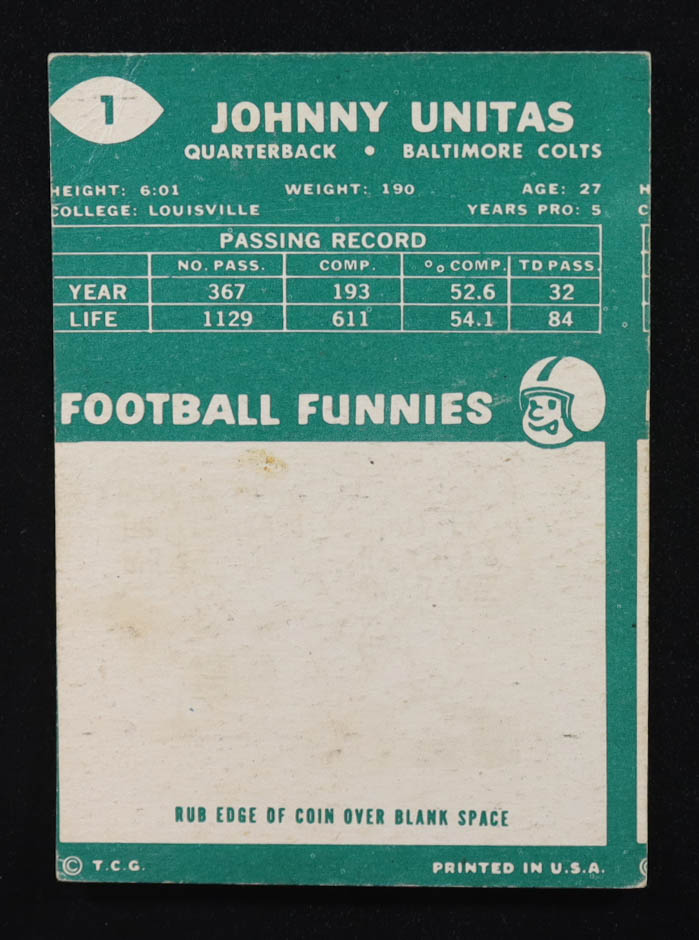 1
JOHNNY UNITAS
QUARTERBACK • BALTIMORE COLTS
HEIGHT: 6:01 WEIGHT: 190 AGE: 27 H
COLLEGE: LOUISVILLE YEARS PRO: 5 C
PASSING RECORD
NO. PASS. COMP. %COMP. TD PASS.
YEAR 367 193 52.6 32
LIFE 1129 611 54.1 84
FOOTBALL FUNNIES
RUB EDGE OF COIN OVER BLANK SPACE
© T.C.G. PRINTED IN U.S.A. ©